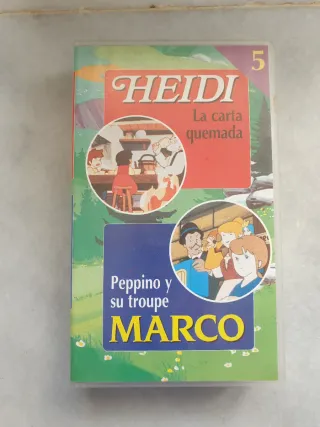 5
HEIDI
La carta
quemada
Peppino y
su troupe
MARCO